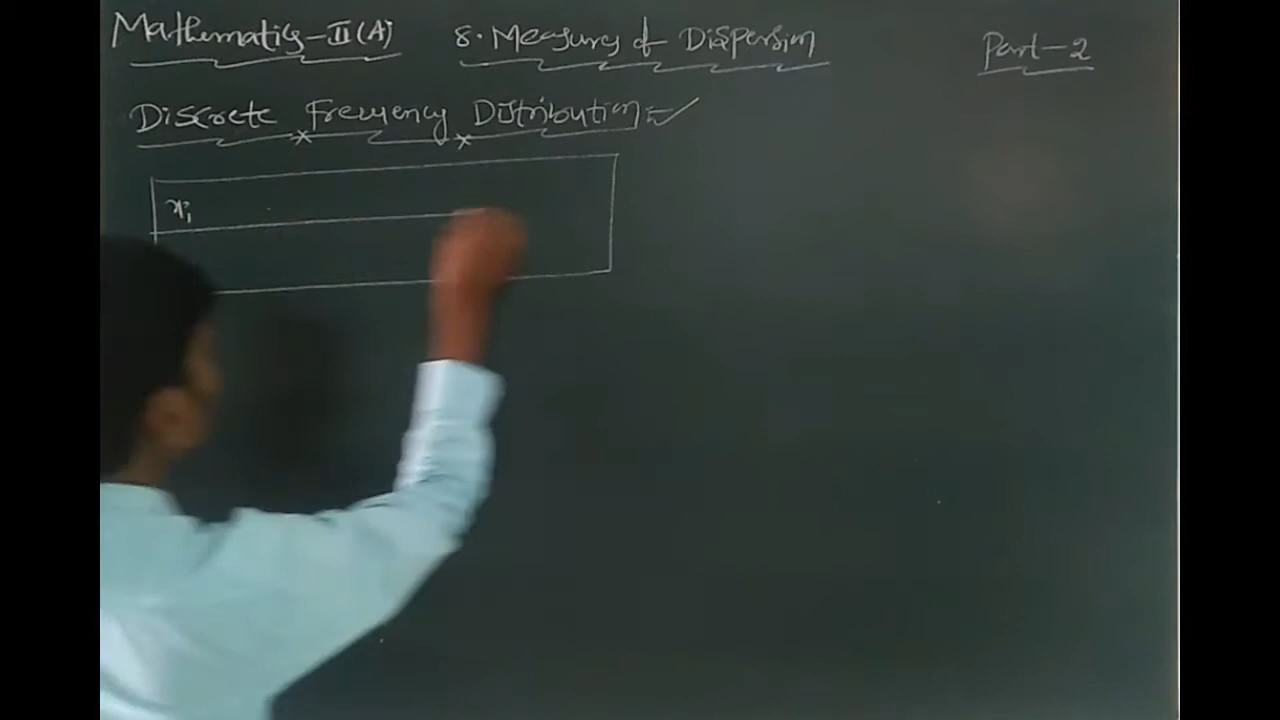 Mathematics-II(A) 8. Measures of Dispersion Part-2
Discrete Frequency Distribution:-
xi